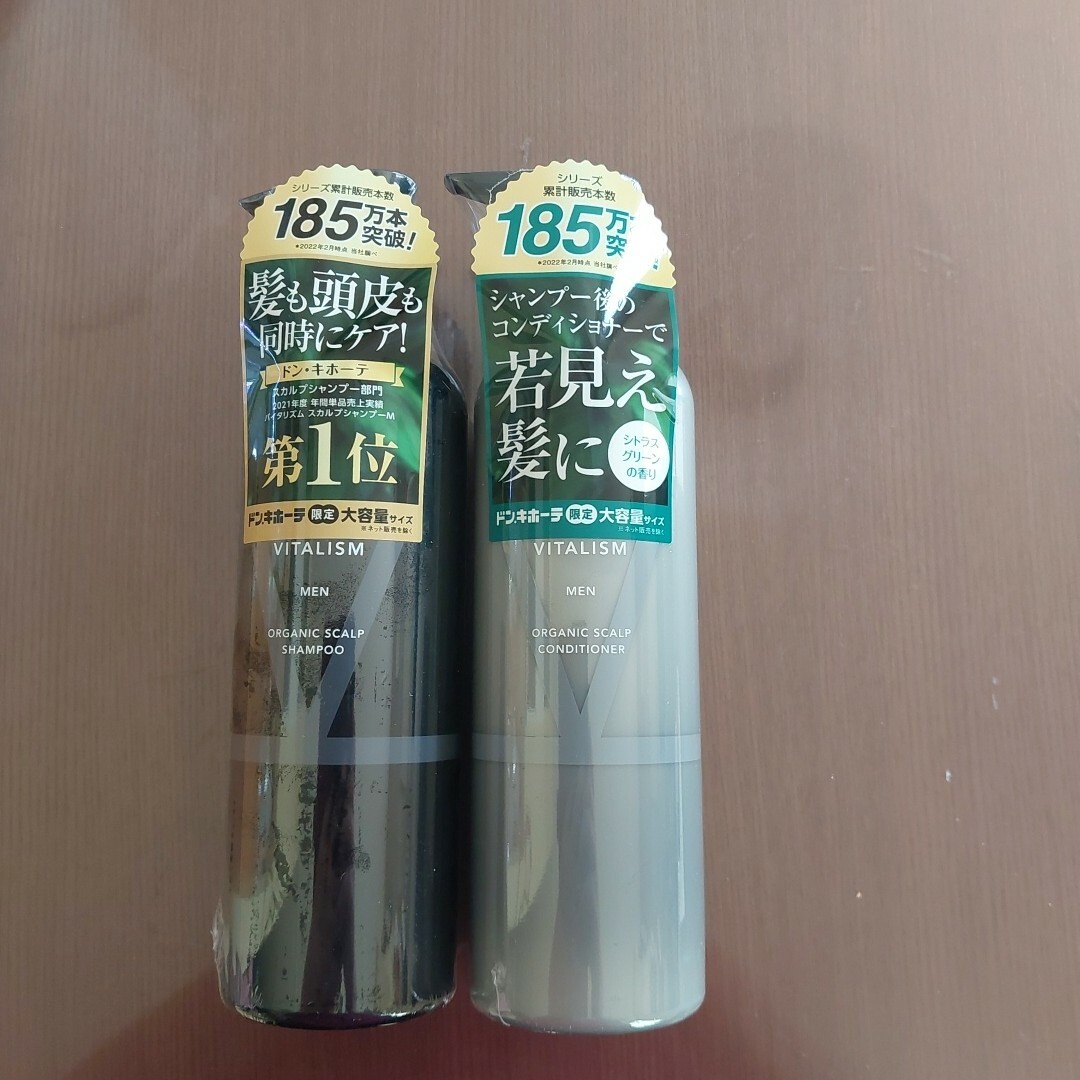 シリーズ累計販売本数
185万本
突破!
*2022年2月時点 当社調べ
髪も頭皮も
同時にケア!
ドン・キホーテ
スカルプシャンプー部門
2021年度 年間単品売上実績
バイタリズム スカルプシャンプーM
第1位
ドン.キホーテ 限定 大容量サイズ
※ネット販売を除く
VITALISM
MEN
ORGANIC SCALP
SHAMPOO
シリーズ
累計販売本数
185万本
突 !
*2022年2月時点 当社調べ
シャンプー後の
コンディショナーで
若見え
髪に
シトラス
グリーン
の香り
ドン.キホーテ 限定 大容量サイズ
※ネット販売を除く
VITALISM
MEN
ORGANIC SCALP
CONDITIONER